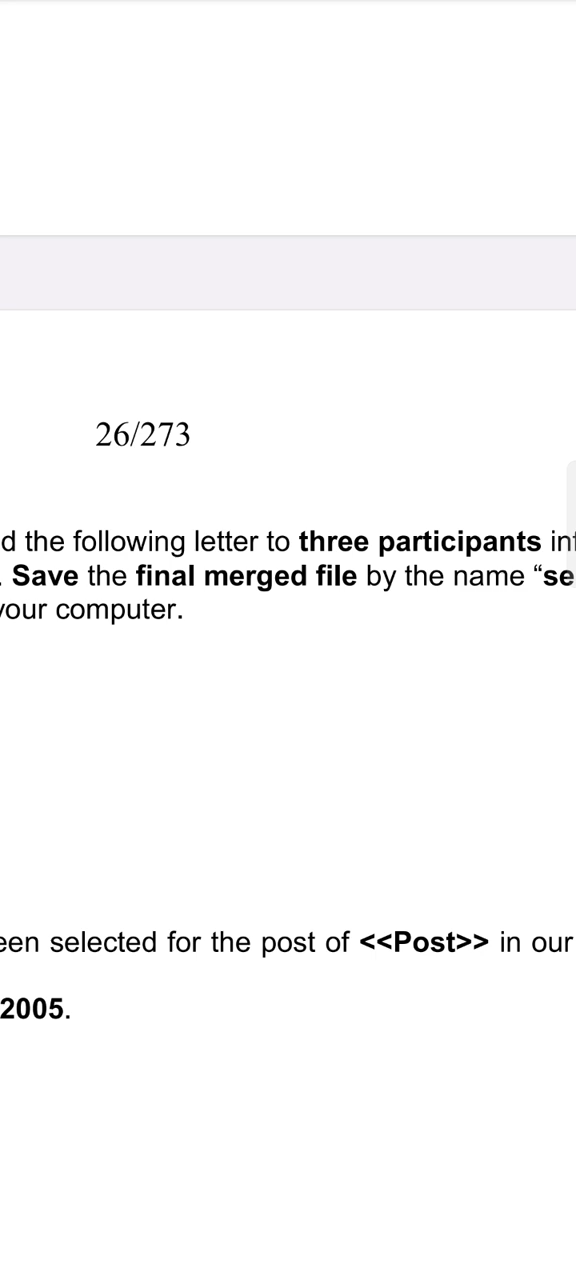 26/273
d the following letter to three participants in
. Save the final merged file by the name “se
your computer.
een selected for the post of <<Post>> in our
2005.